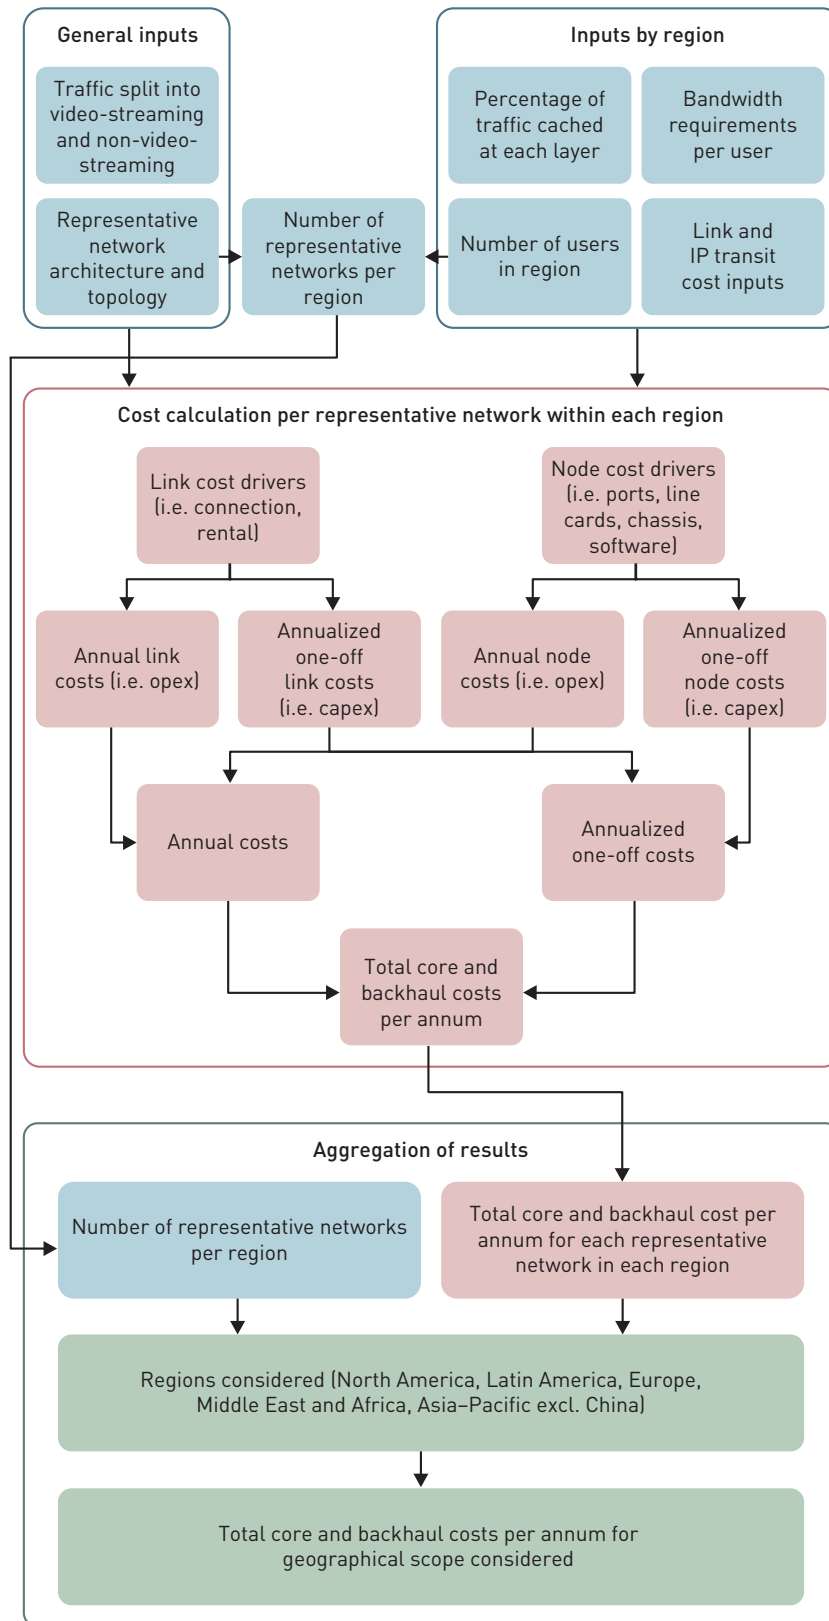 General inputs
Traffic split into
video-streaming
and non-video-
streaming
Representative
network
architecture and
topology
Number of
representative
networks per
region
Inputs by region
Percentage of
traffic cached
at each layer
Bandwidth
requirements
per user
Number of users
in region
Link and
IP transit
cost inputs
Cost calculation per representative network within each region
Link cost drivers
(i.e. connection,
rental)
Node cost drivers
(i.e. ports, line
cards, chassis,
software)
Annual link
costs (i.e. opex)
Annualized
one-off
link costs
(i.e. capex)
Annual node
costs (i.e. opex)
Annualized
one-off
node costs
(i.e. capex)
Annual costs
Annualized
one-off costs
Total core and
backhaul costs
per annum
Aggregation of results
Number of representative networks
per region
Total core and backhaul cost per
annum for each representative
network in each region
Regions considered (North America, Latin America, Europe,
Middle East and Africa, Asia–Pacific excl. China)
Total core and backhaul costs per annum for
geographical scope considered